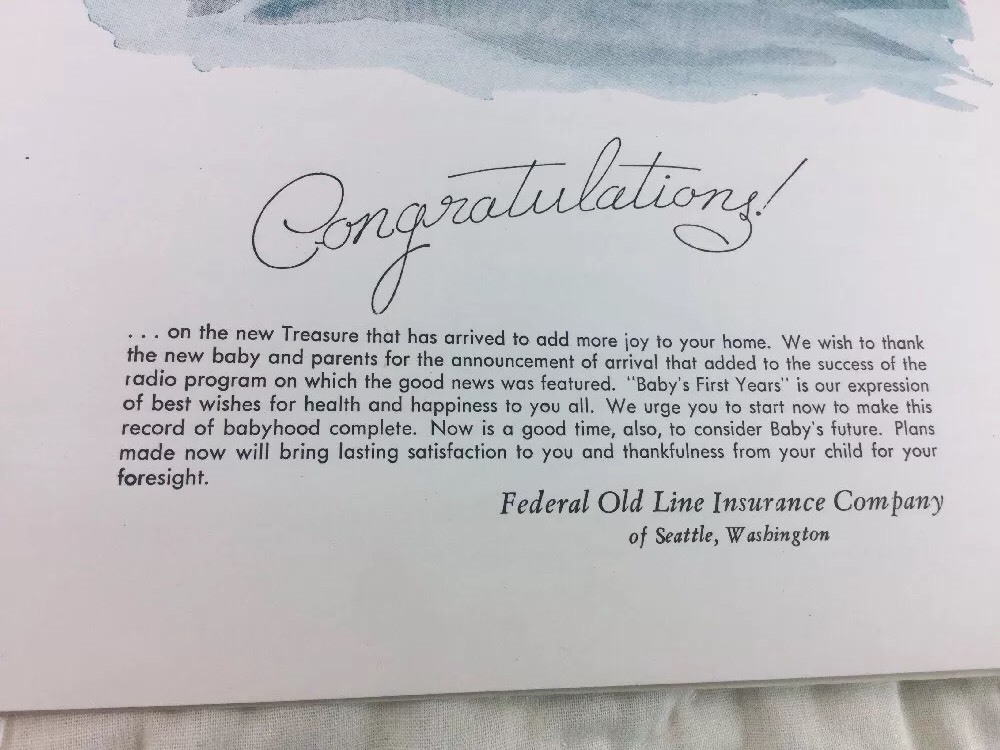 Congratulations!
. . . on the new Treasure that has arrived to add more joy to your home. We wish to thank
the new baby and parents for the announcement of arrival that added to the success of the
radio program on which the good news was featured. "Baby's First Years" is our expression
of best wishes for health and happiness to you all. We urge you to start now to make this
record of babyhood complete. Now is a good time, also, to consider Baby's future. Plans
made now will bring lasting satisfaction to you and thankfulness from your child for your
foresight.
Federal Old Line Insurance Company
of Seattle, Washington